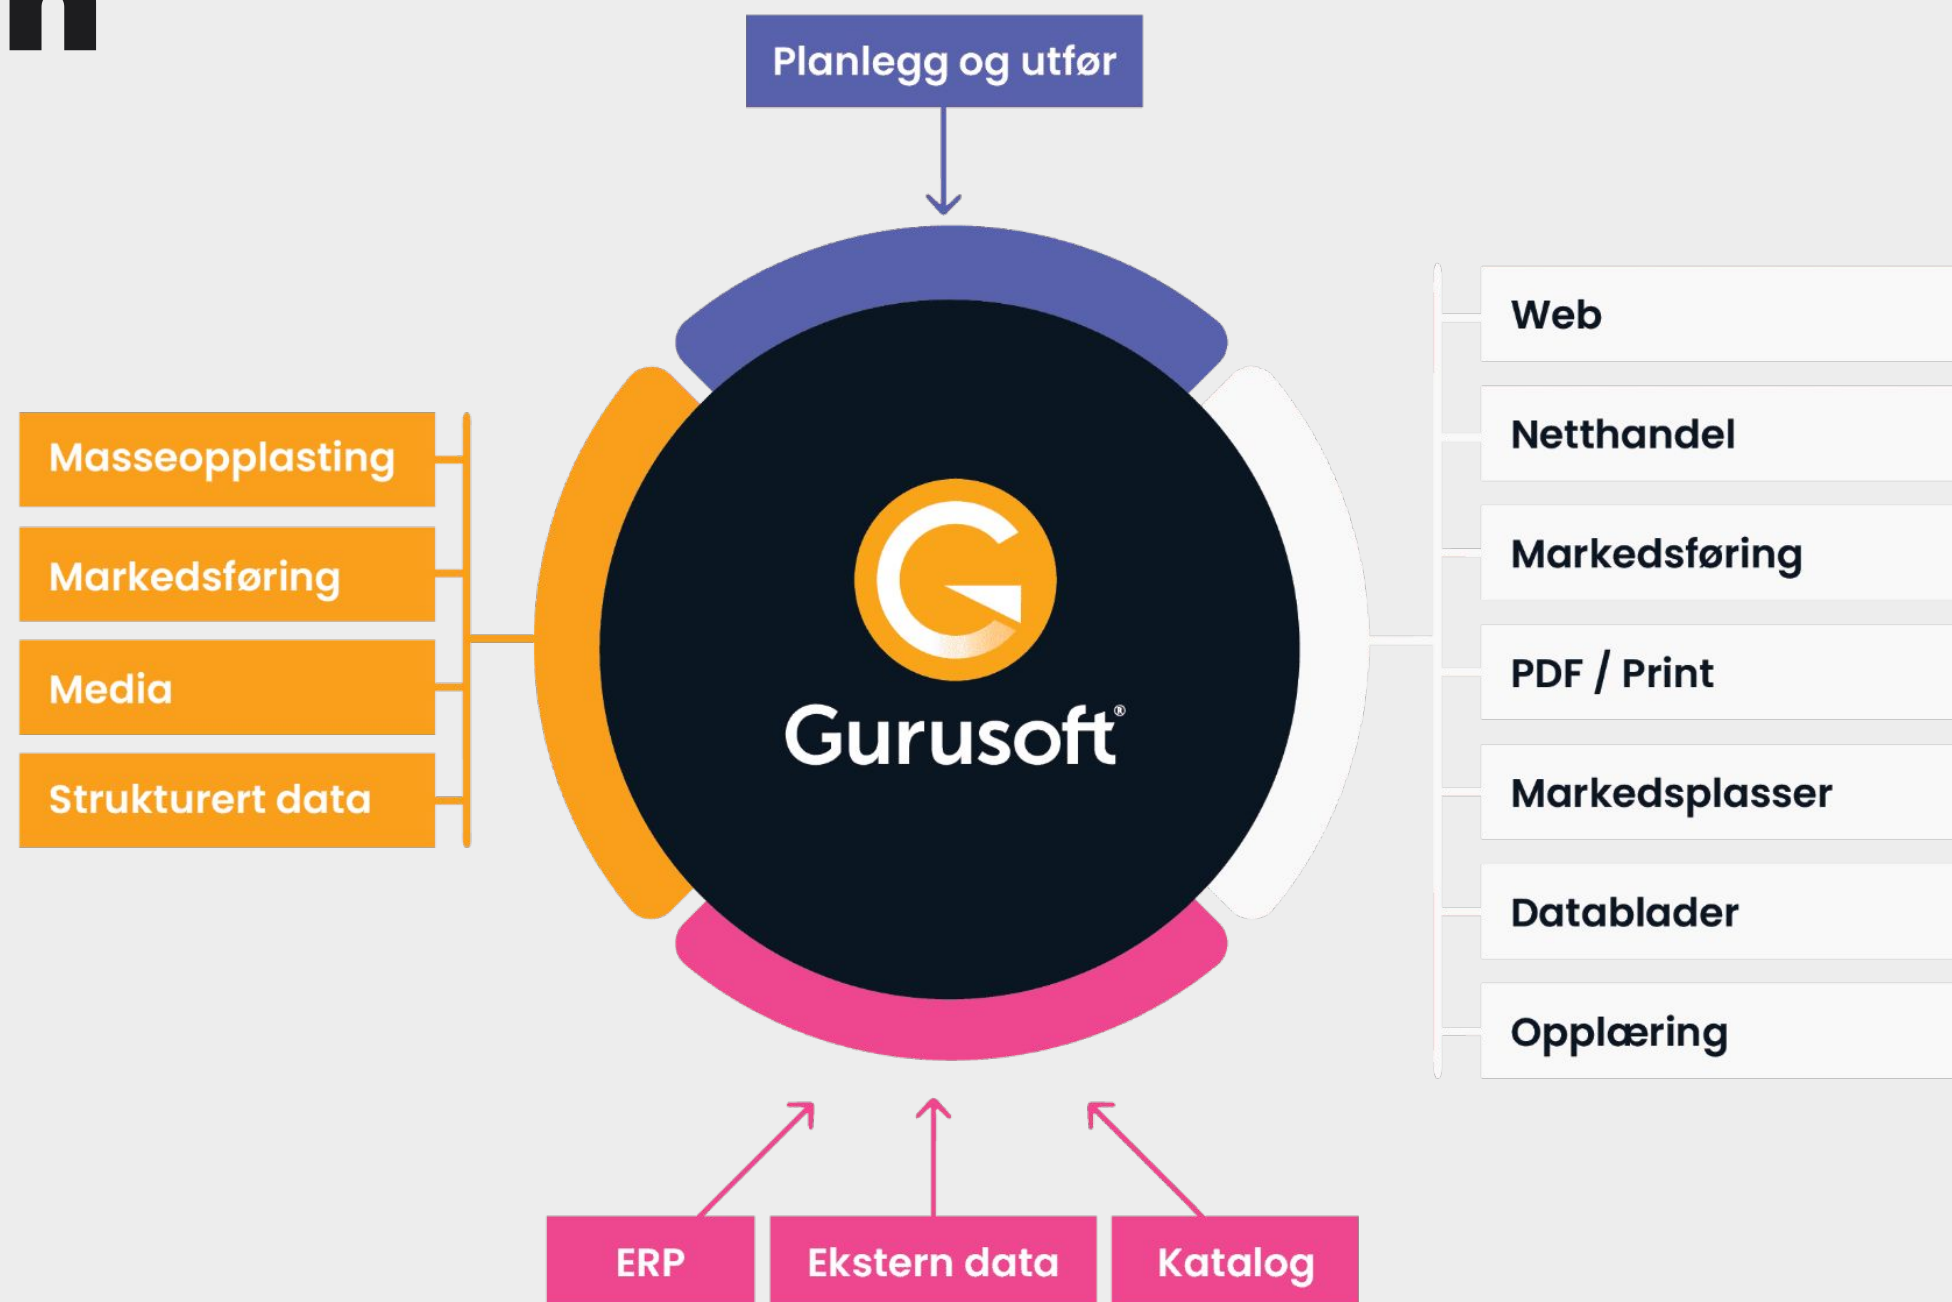 Planlegg og utfør
Masseopplasting
Markedsføring
Media
Strukturert data
Gurusoft®
Web
Netthandel
Markedsføring
PDF / Print
Markedsplasser
Datablader
Opplæring
ERP
Ekstern data
Katalog